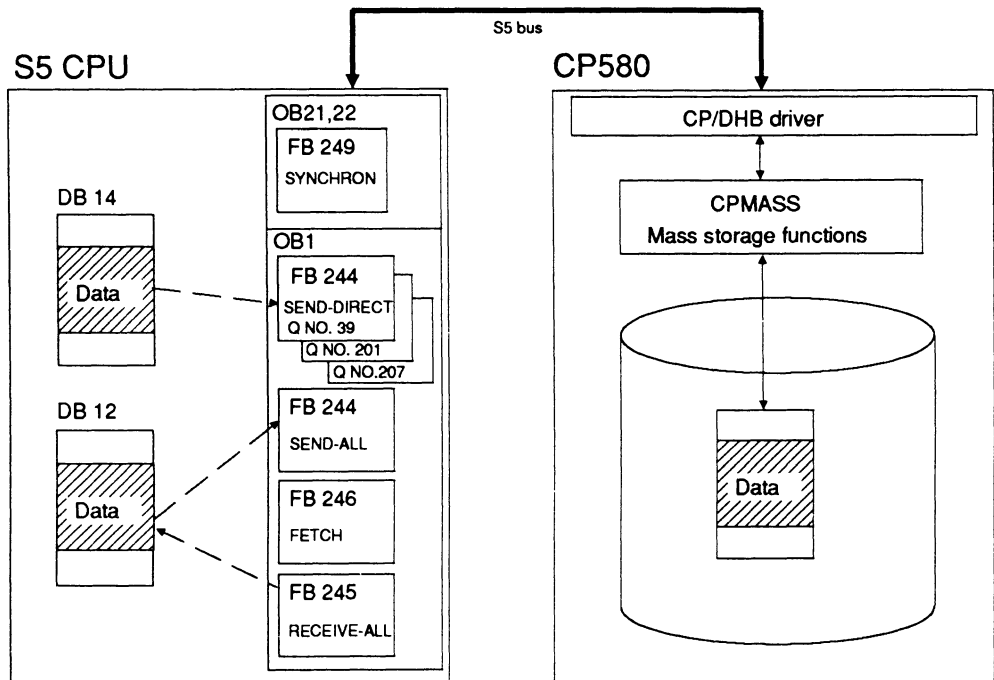 S5 bus
S5 CPU
CP580
OB21,22
FB 249
SYNCHRON
DB 14
Data
OB1
FB 244
SEND-DIRECT
Q NO. 39
Q NO. 201
Q NO.207
DB 12
Data
FB 244
SEND-ALL
FB 246
FETCH
FB 245
RECEIVE-ALL
CP/DHB driver
CPMASS
Mass storage functions
Data